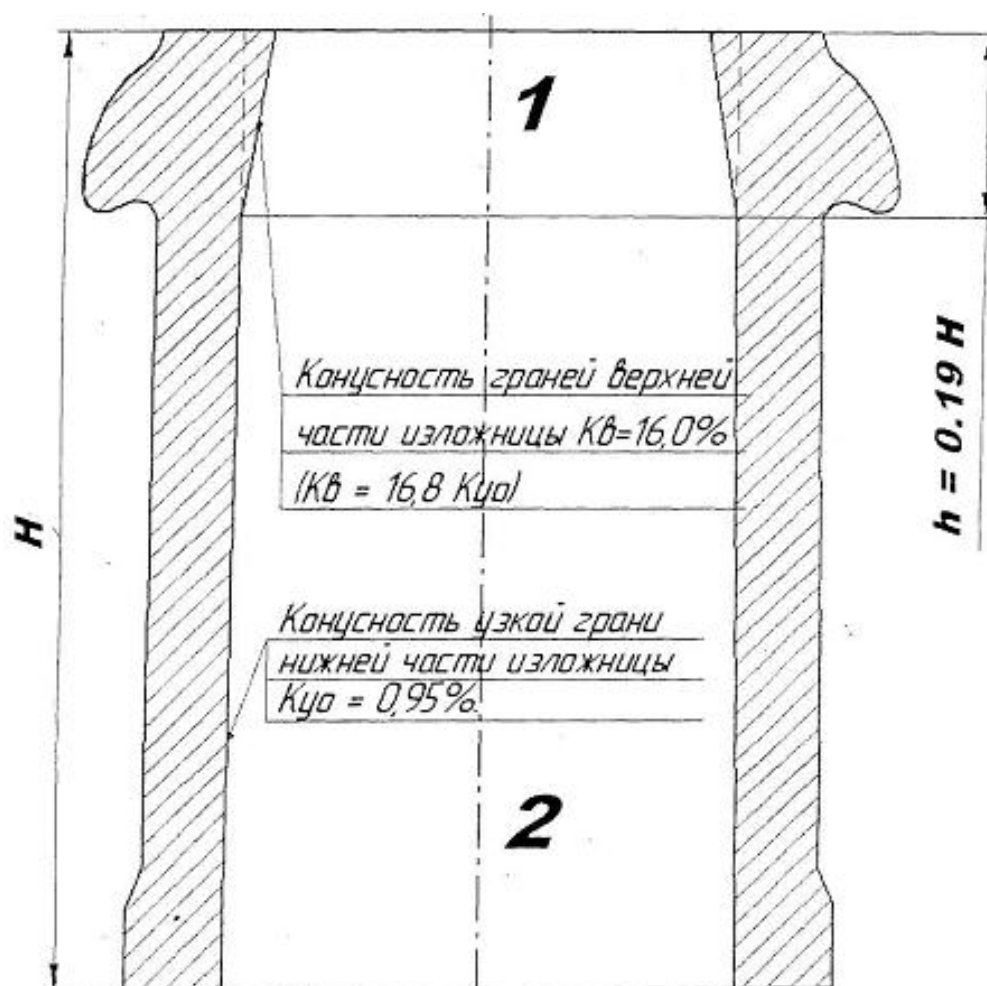 1
Конусность граней верхней
части изложницы Кв=16,0%
(Кв = 16,8 Куо)
h = 0.19 H
H
Конусность узкой грани
нижней части изложницы
Куо = 0,95%.
2